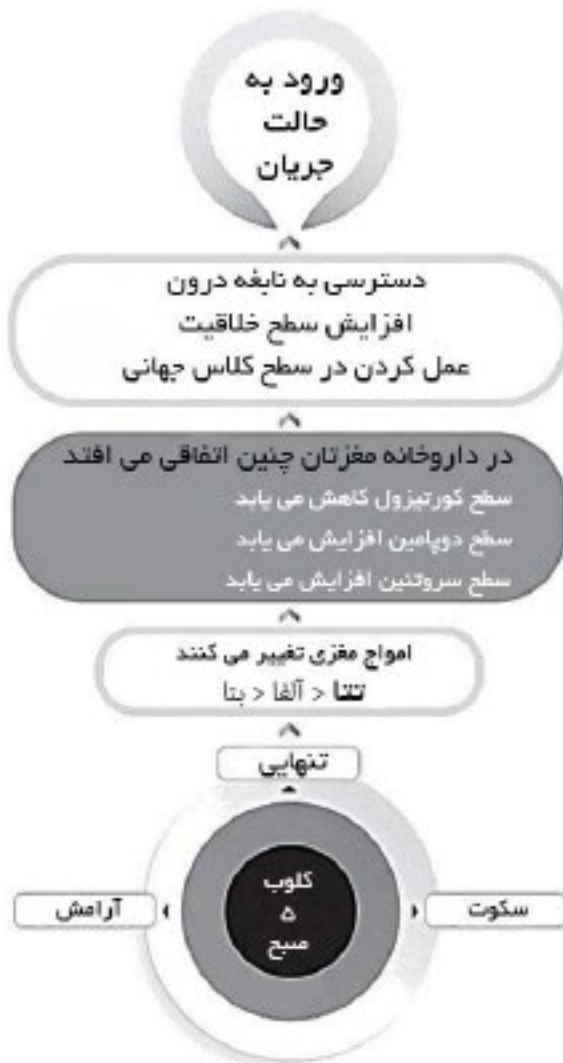 ورود به
حالت
جریان
دسترسی به نابغه درون
افزایش سطح خلاقیت
عمل کردن در سطح کلاس جهانی
در داروخانه مغزتان چنین اتفاقی می افتد
سطح کورتیزول کاهش می یابد
سطح دوپامین افزایش می یابد
سطح سروتئین افزایش می یابد
امواج مغزی تغییر می کنند
تتا < آلفا < بتا
تنهایی
سکوت
کلوب
۵
صبح
آرامش